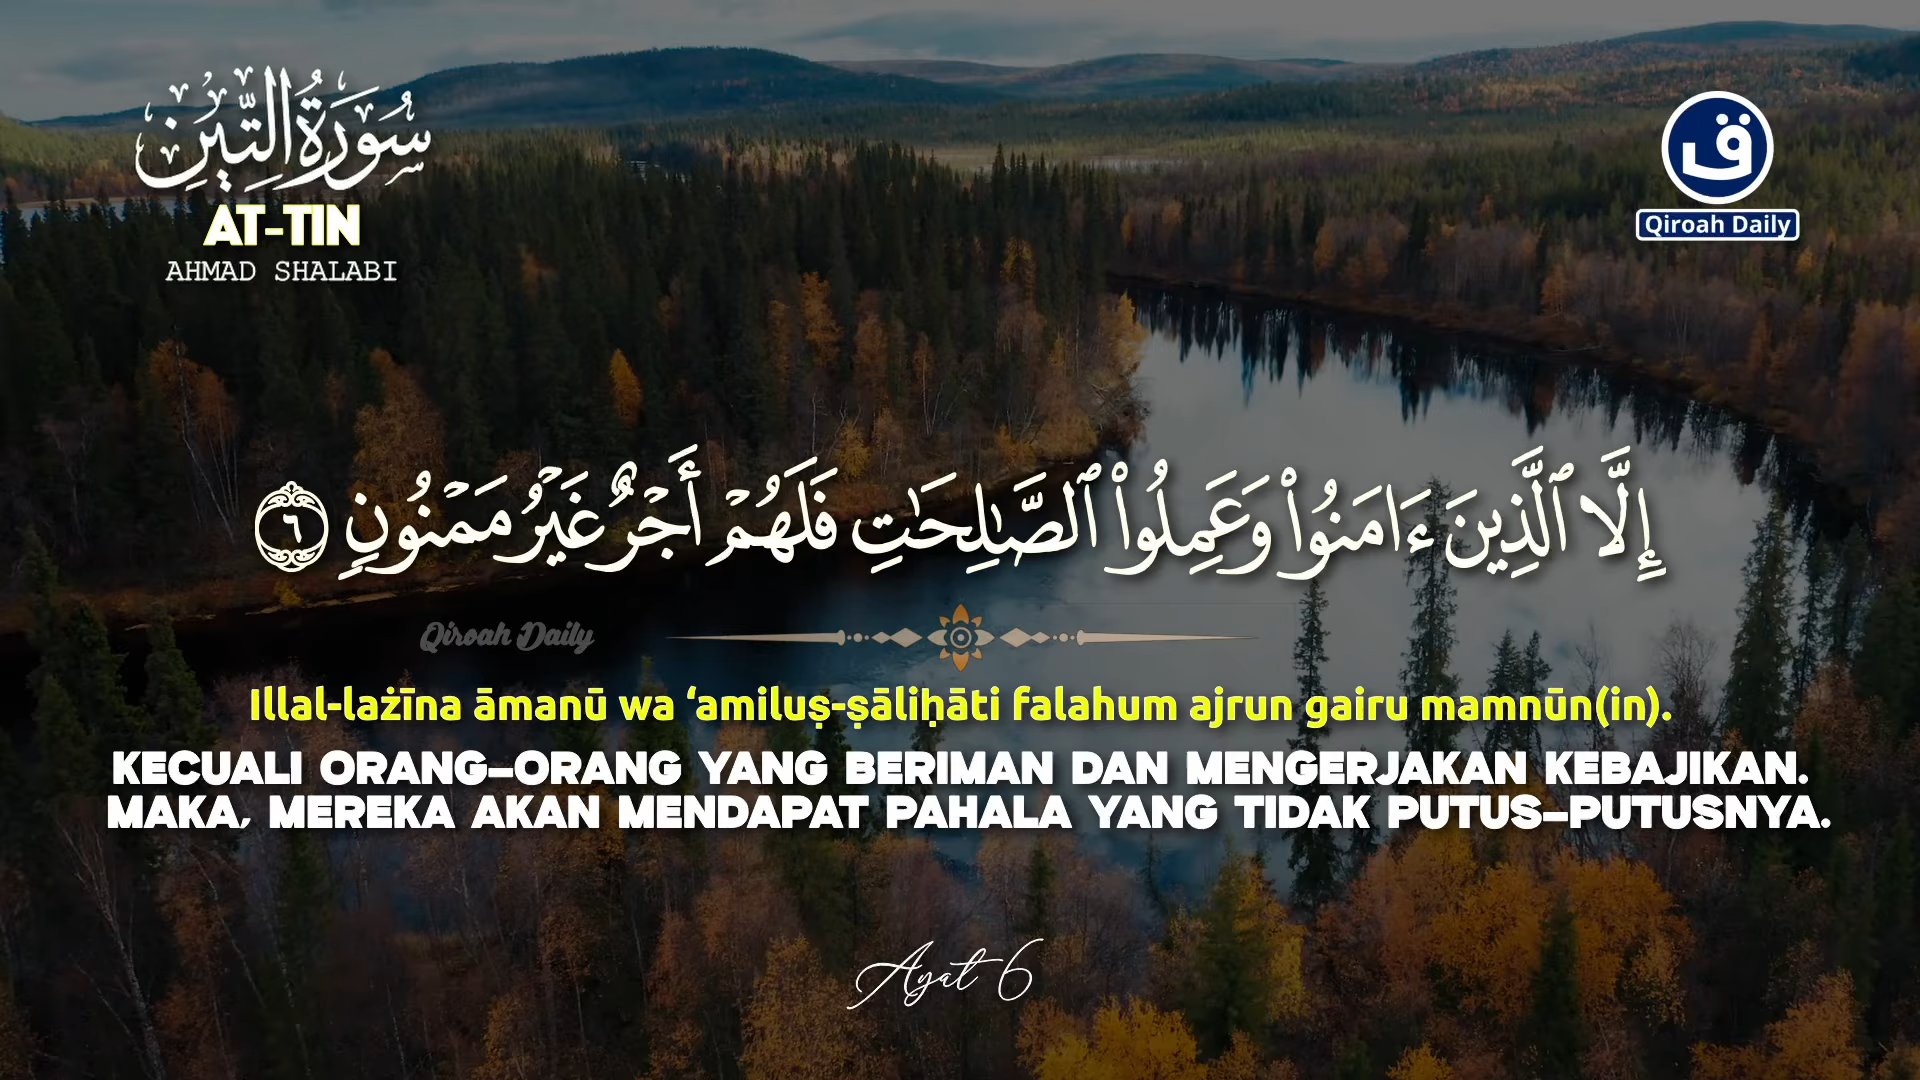 سُورَةُ التِّينِ
AT-TIN
AHMAD SHALABI
ق
Qiroah Daily
إِلَّا ٱلَّذِينَ ءَامَنُوا۟ وَعَمِلُوا۟ ٱلصَّٰلِحَٰتِ فَلَهُمْ أَجْرٌ غَيْرُ مَمْنُونٍ ٦
Qiroah Daily
Illal-lażīna āmanū wa ‘amiluṣ-ṣāliḥāti falahum ajrun gairu mamnūn(in).
KECUALI ORANG-ORANG YANG BERIMAN DAN MENGERJAKAN KEBAJIKAN.
MAKA, MEREKA AKAN MENDAPAT PAHALA YANG TIDAK PUTUS-PUTUSNYA.
Ayat 6